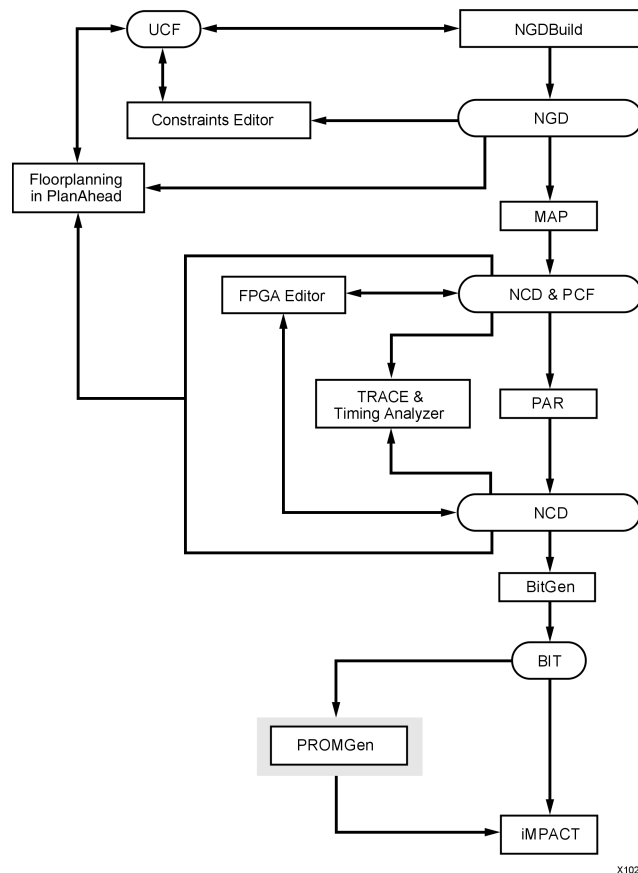 UCF
NGDBuild
Constraints Editor
NGD
Floorplanning
in PlanAhead
MAP
FPGA Editor
NCD & PCF
TRACE &
Timing Analyzer
PAR
NCD
BitGen
BIT
PROMGen
iMPACT
X102